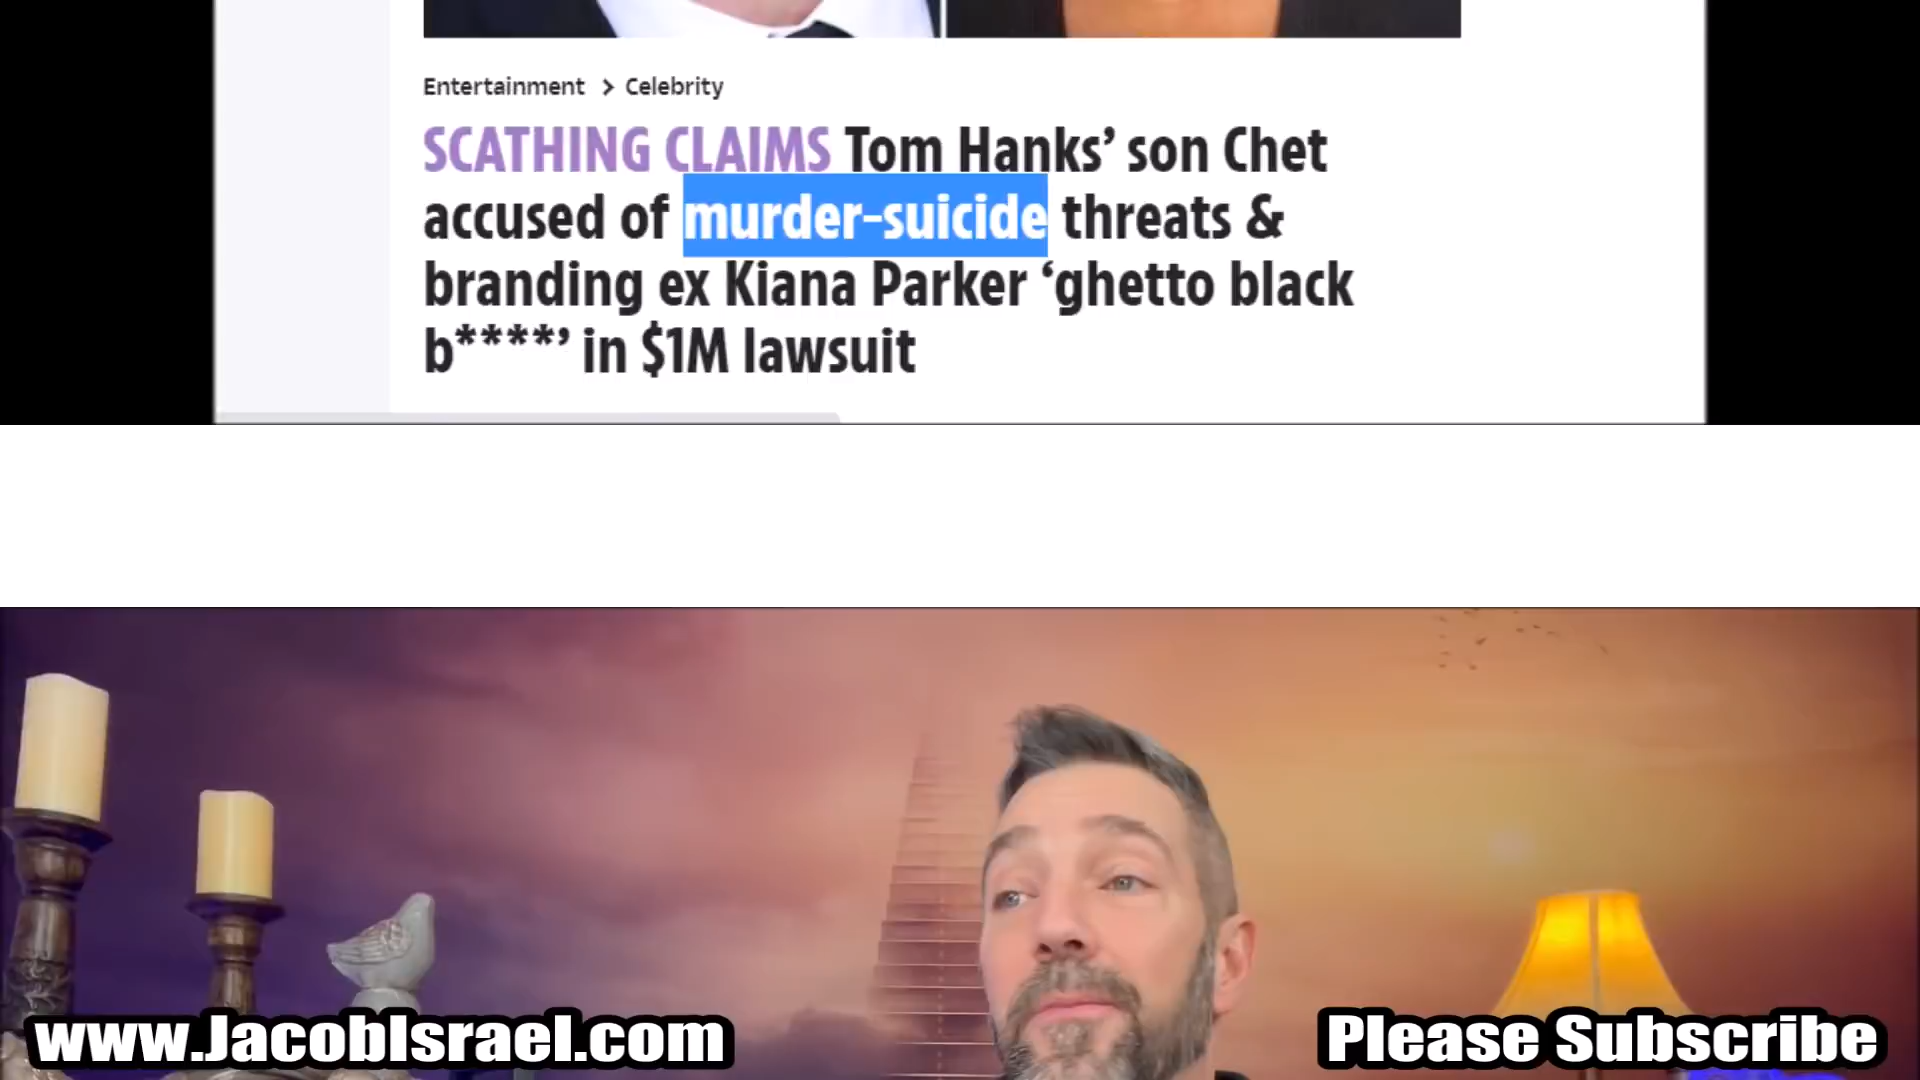 Entertainment > Celebrity
SCATHING CLAIMS Tom Hanks’ son Chet
accused of murder-suicide threats &
branding ex Kiana Parker ‘ghetto black
b****’ in $1M lawsuit
www.JacobIsrael.com
Please Subscribe